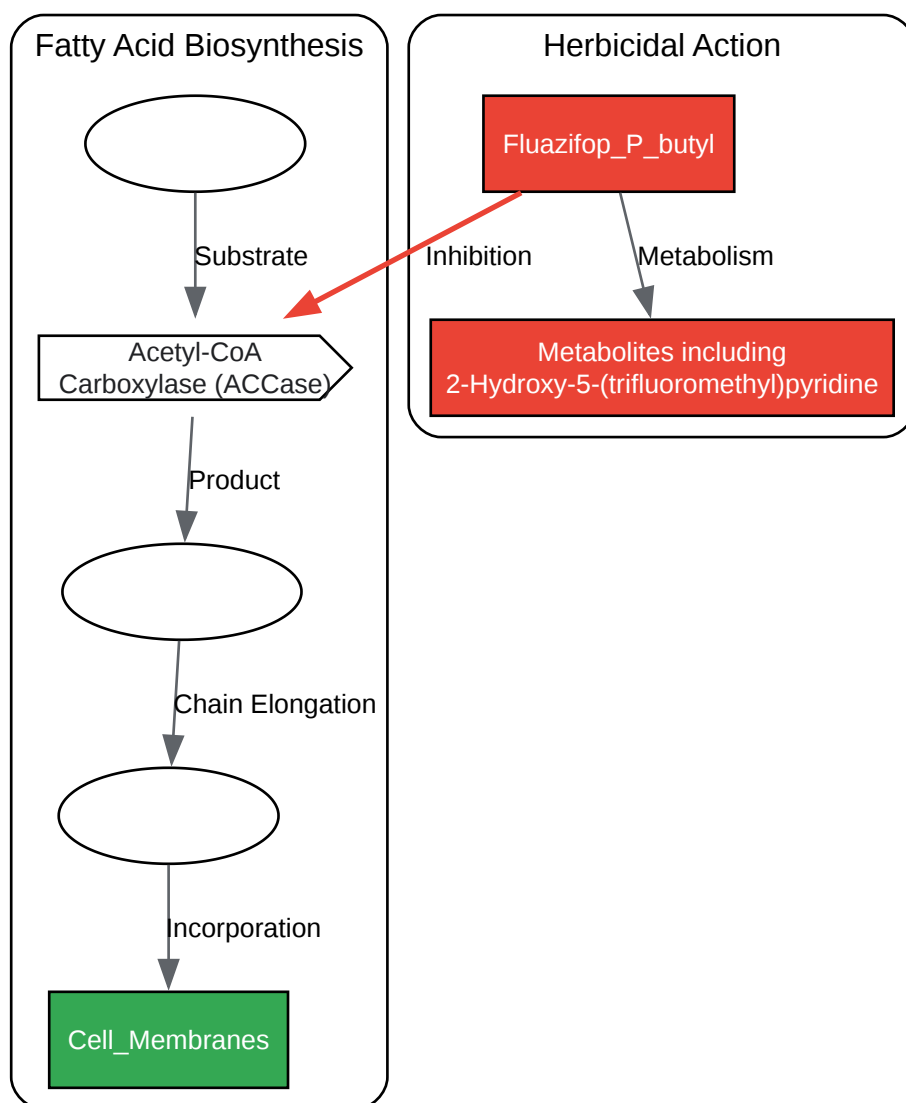 Fatty Acid Biosynthesis
Herbicidal Action
Fluazifop_P_butyl
Substrate
Inhibition
Metabolism
Acetyl-CoA
Carboxylase (ACCase)
Metabolites including
2-Hydroxy-5-(trifluoromethyl)pyridine
Product
Chain Elongation
Incorporation
Cell_Membranes